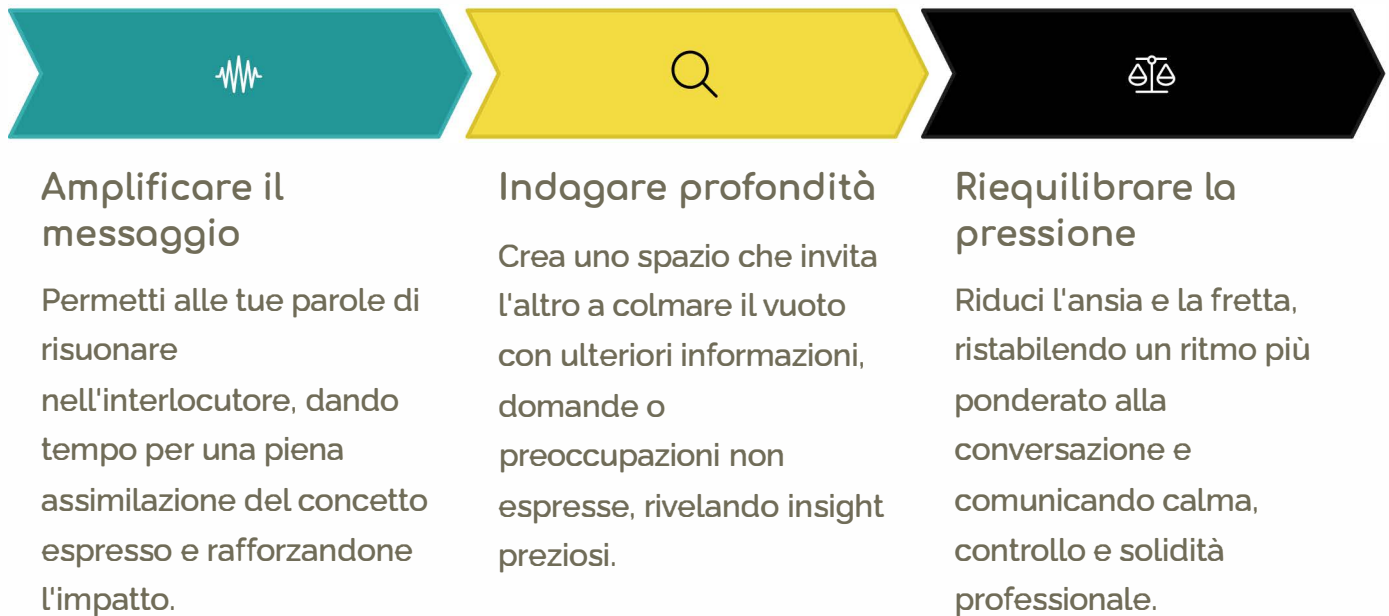 Amplificare il
messaggio
Permetti alle tue parole di
risuonare
nell'interlocutore, dando
tempo per una piena
assimilazione del concetto
espresso e rafforzandone
l'impatto.
Indagare profondità
Crea uno spazio che invita
l'altro a colmare il vuoto
con ulteriori informazioni,
domande o
preoccupazioni non
espresse, rivelando insight
preziosi.
Riequilibrare la
pressione
Riduci l'ansia e la fretta,
ristabilendo un ritmo più
ponderato alla
conversazione e
comunicando calma,
controllo e solidità
professionale.